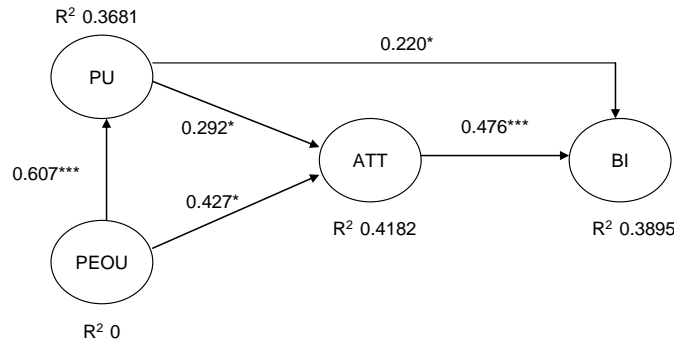 R² 0.3681
0.220*
PU
0.292*
0.476***
ATT
BI
0.607***
0.427*
R² 0.4182
R² 0.3895
PEOU
R² 0